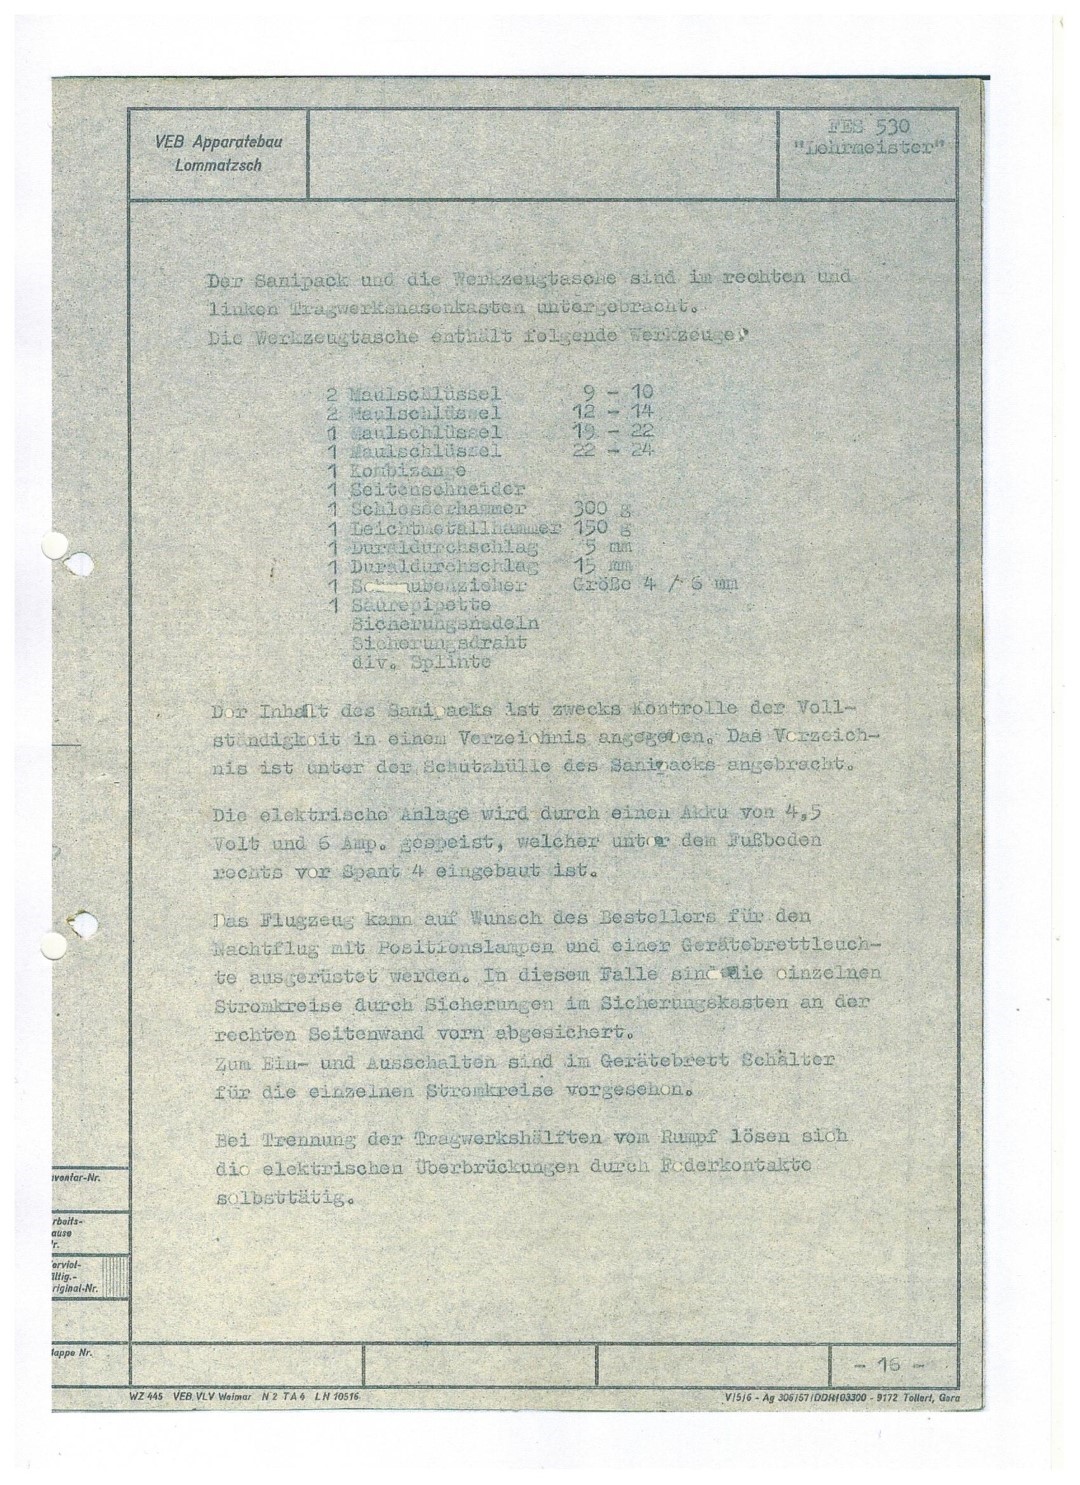 VEB Apparatebau
Lommatzsch
FES 530
"Lehrmeister"
Der Sanipack und die Werkzeugtasche sind im rechten und
linken Tragwerksnasenkasten untergebracht.
Die Werkzeugtasche enthält folgende Werkzeuge:
2 Maulschlüssel 9 - 10
2 Maulschlüssel 12 - 14
1 Maulschlüssel 19 - 22
1 Maulschlüssel 22 - 24
1 Kombizange
1 Seitenschneider
1 Schlosserhammer 300 g
1 Leichtmetallhammer 150 g
1 Duraldurchschlag 5 mm
1 Duraldurchschlag 15 mm
1 Schraubenzieher Größe 4 / 6 mm
1 Säurepipette
Sicherungsnadeln
Sicherungsdraht
div. Splinte
Der Inhalt des Sanipacks ist zwecks Kontrolle der Voll-
ständigkeit in einem Verzeichnis angegeben. Das Verzeich-
nis ist unter der Schutzhülle des Sanipacks angebracht.
Die elektrische Anlage wird durch einen Akku von 4,5
Volt und 6 Amp. gespeist, welcher unter dem Fußboden
rechts vor Spant 4 eingebaut ist.
Das Flugzeug kann auf Wunsch des Bestellers für den
Nachtflug mit Positionslampen und einer Gerätebrettleuch-
te ausgerüstet werden. In diesem Falle sind die einzelnen
Stromkreise durch Sicherungen im Sicherungskasten an der
rechten Seitenwand vorn abgesichert.
Zum Ein- und Ausschalten sind im Gerätebrett Schalter
für die einzelnen Stromkreise vorgesehen.
Bei Trennung der Tragwerkshälften vom Rumpf lösen sich
die elektrischen Überbrückungen durch Federkontakte
selbsttätig.
ventar-Nr.
rbeits-
ause
r.
erviel-
ältig.-
riginal-Nr.
appe Nr.
- 16 -
WZ 445 VEB VLV Weimar N 2 TA 4 LN 10516
V/5/6 - Ag 306/57/DDR/03300 - 9172 Tollert, Gera